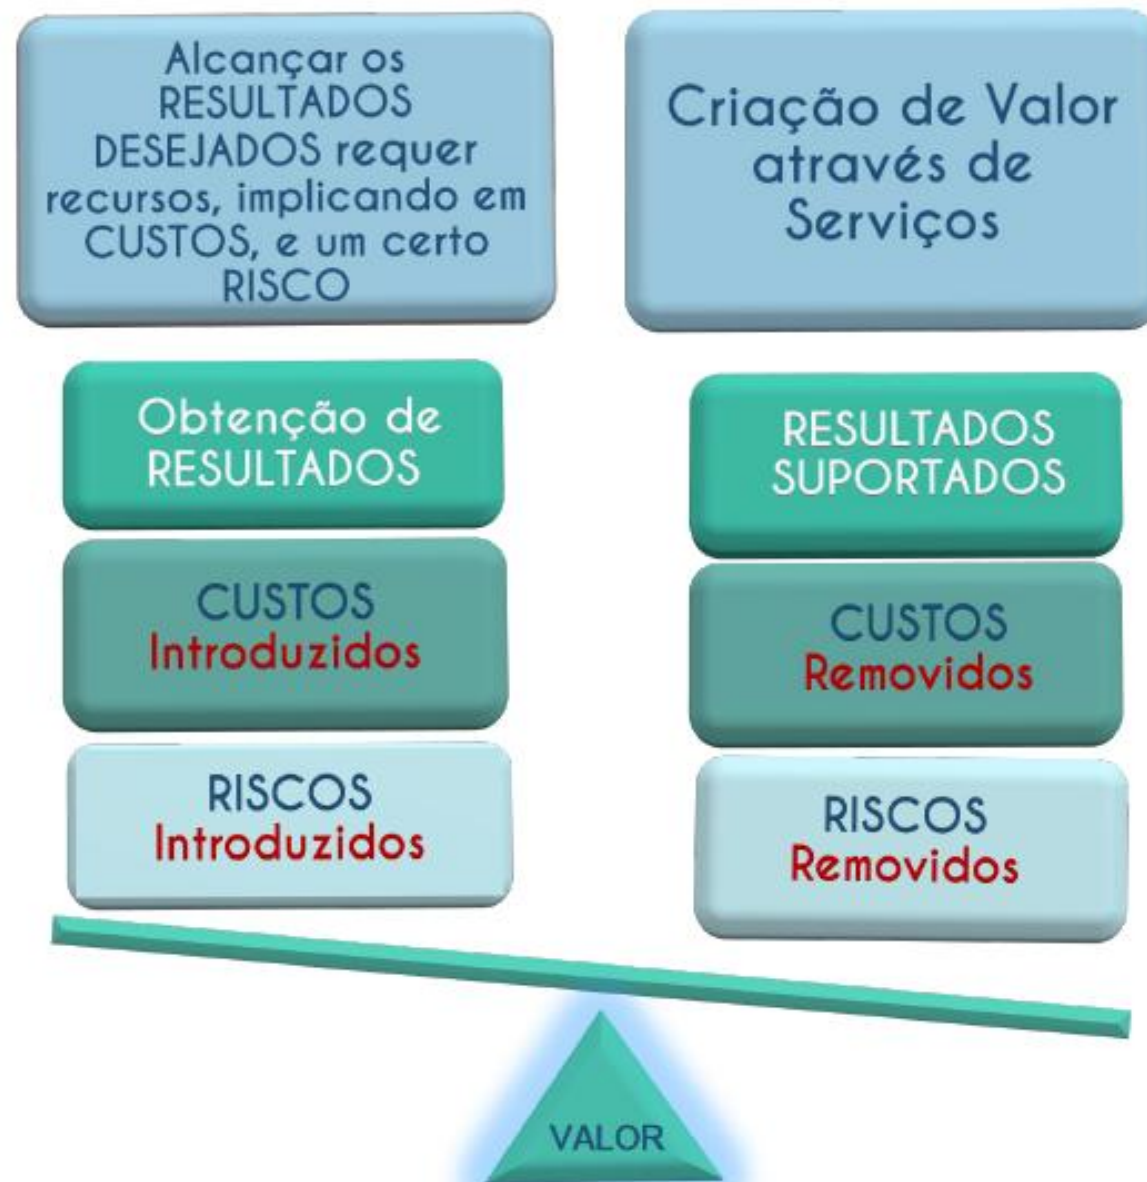 Alcançar os
RESULTADOS
DESEJADOS requer
recursos, implicando em
CUSTOS, e um certo
RISCO
Criação de Valor
através de
Serviços
Obtenção de
RESULTADOS
CUSTOS
Introduzidos
RISCOS
Introduzidos
RESULTADOS
SUPORTADOS
CUSTOS
Removidos
RISCOS
Removidos
VALOR